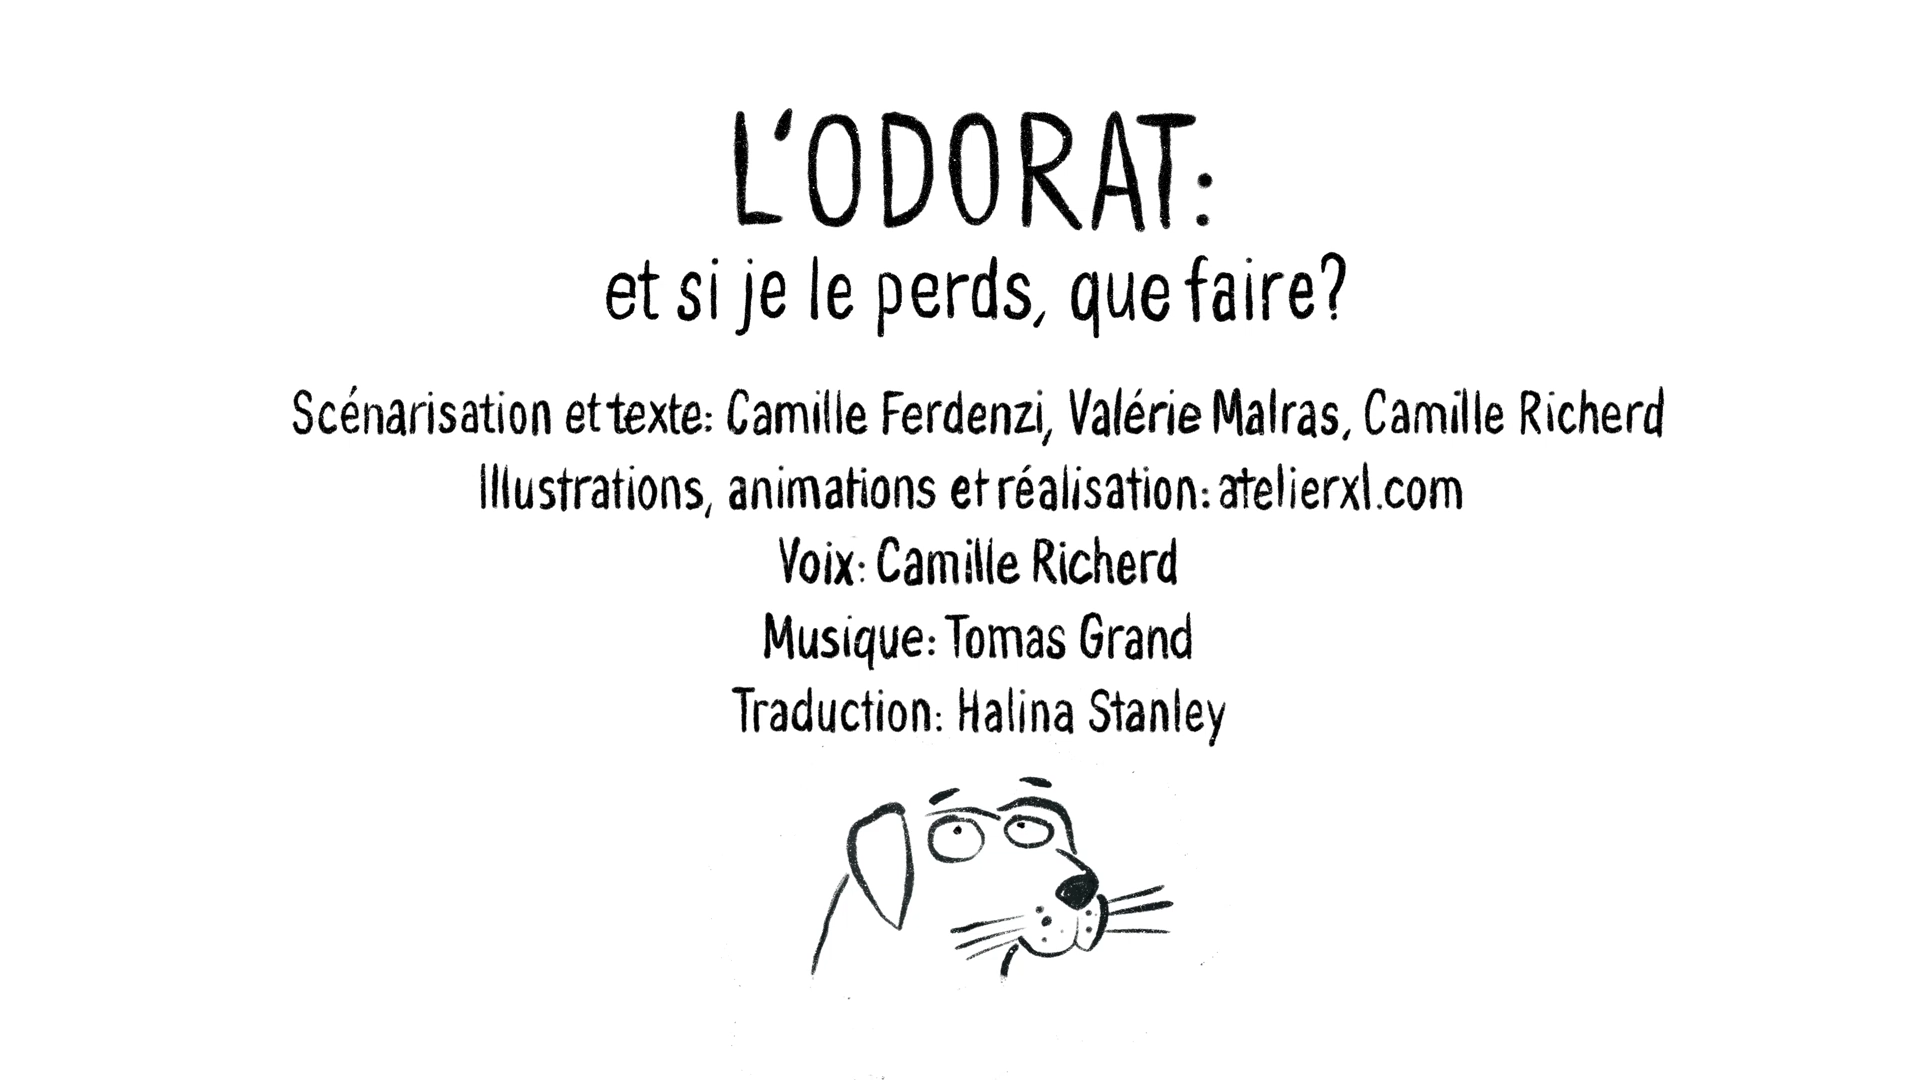 L'ODORAT:
et si je le perds, que faire?
Scénarisation et texte: Camille Ferdenzi, Valérie Malras, Camille Richerd
Illustrations, animations et réalisation: atelierxl.com
Voix: Camille Richerd
Musique: Tomas Grand
Traduction: Halina Stanley